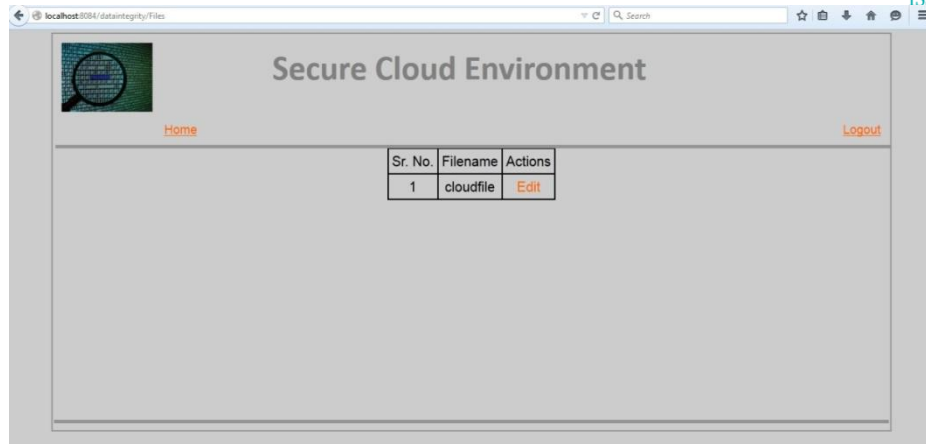 localhost:8084/dataintegrity/Files
Search
Secure Cloud Environment
Home
Logout
Sr. No. Filename Actions
1 cloudfile Edit